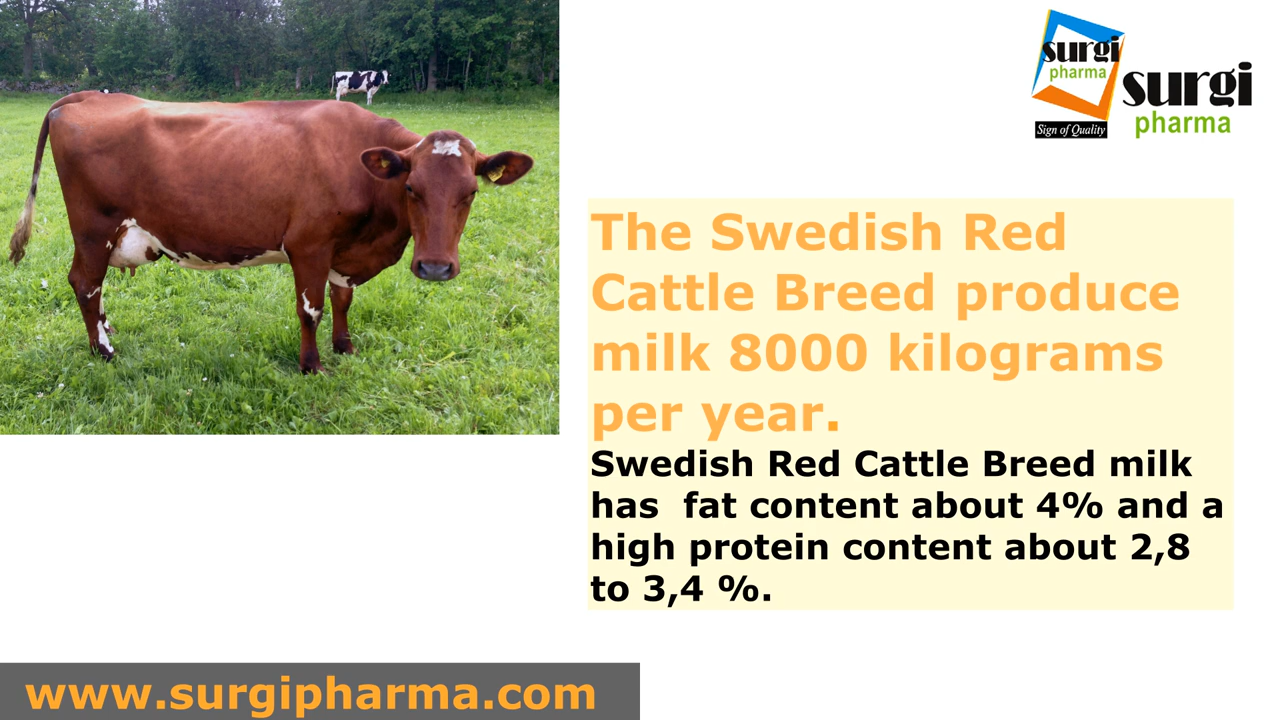 surgi
pharma
Sign of Quality
surgi
pharma
The Swedish Red
Cattle Breed produce
milk 8000 kilograms
per year.
Swedish Red Cattle Breed milk
has  fat content about 4% and a
high protein content about 2,8
to 3,4 %.
www.surgipharma.com